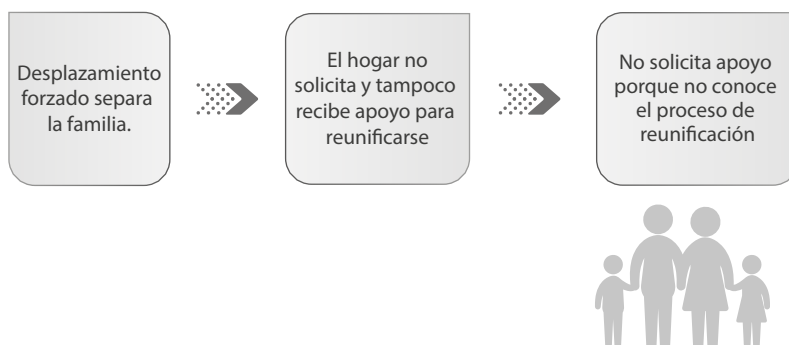 Desplazamiento
forzado separa
la familia.
El hogar no
solicita y tampoco
recibe apoyo para
reunificarse
No solicita apoyo
porque no conoce
el proceso de
reunificación